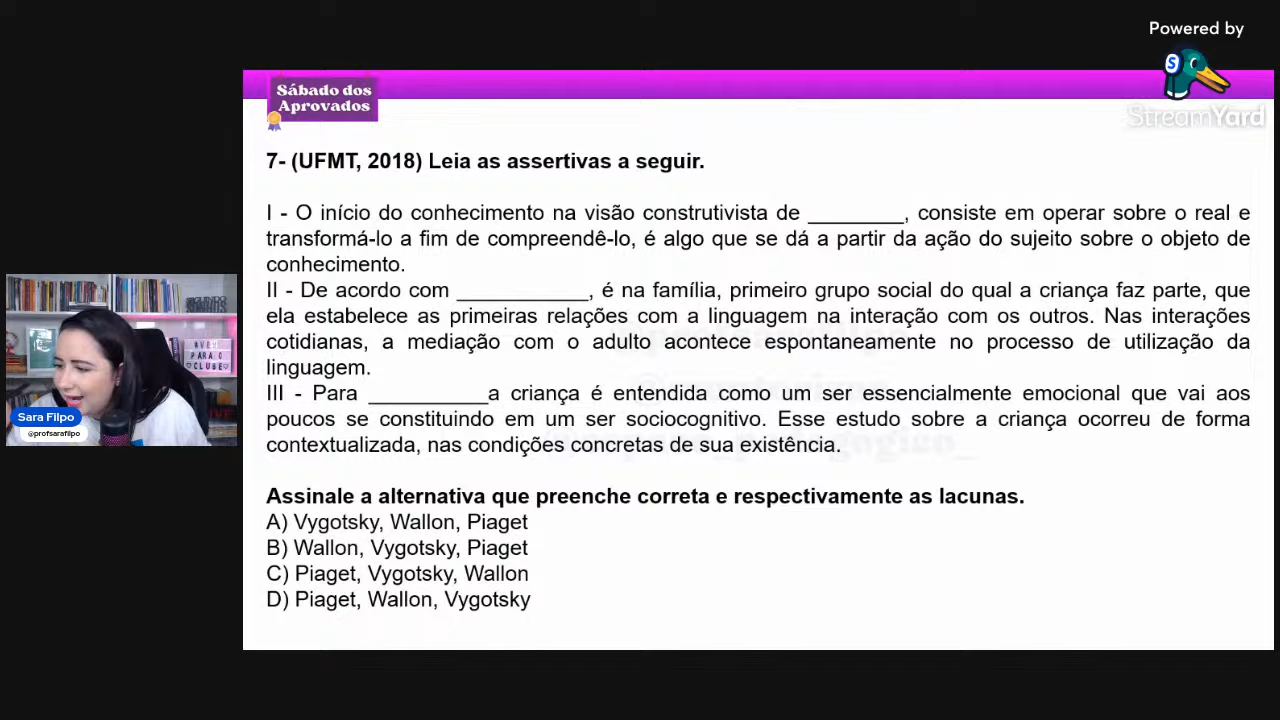 Powered by
StreamYard
Sábado dos
Aprovados
7- (UFMT, 2018) Leia as assertivas a seguir.
I - O início do conhecimento na visão construtivista de ________, consiste em operar sobre o real e
transformá-lo a fim de compreendê-lo, é algo que se dá a partir da ação do sujeito sobre o objeto de
conhecimento.
II - De acordo com ___________, é na família, primeiro grupo social do qual a criança faz parte, que
ela estabelece as primeiras relações com a linguagem na interação com os outros. Nas interações
cotidianas, a mediação com o adulto acontece espontaneamente no processo de utilização da
linguagem.
III - Para __________a criança é entendida como um ser essencialmente emocional que vai aos
poucos se constituindo em um ser sociocognitivo. Esse estudo sobre a criança ocorreu de forma
contextualizada, nas condições concretas de sua existência.
Assinale a alternativa que preenche correta e respectivamente as lacunas.
A) Vygotsky, Wallon, Piaget
B) Wallon, Vygotsky, Piaget
C) Piaget, Vygotsky, Wallon
D) Piaget, Wallon, Vygotsky
PARA O
CLUBE
Sara Filpo
@profsarafilpo